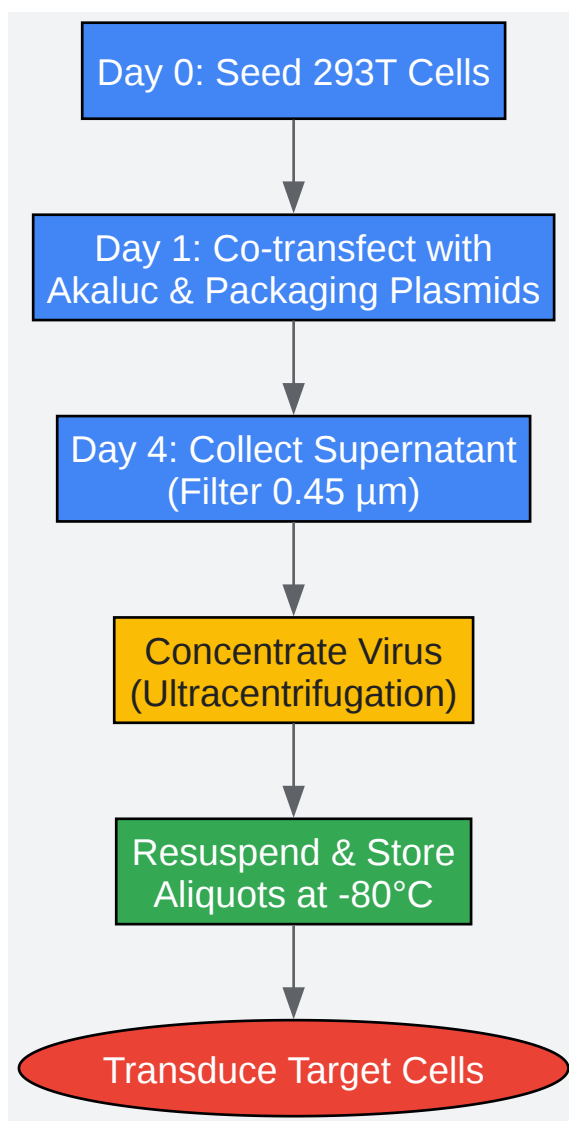 Day 0: Seed 293T Cells
Day 1: Co-transfect with
Akaluc & Packaging Plasmids
Day 4: Collect Supernatant
(Filter 0.45 µm)
Concentrate Virus
(Ultracentrifugation)
Resuspend & Store
Aliquots at -80°C
Transduce Target Cells